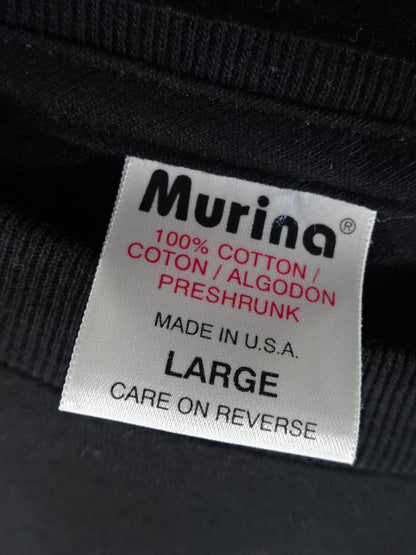 Murina®
100% COTTON /
COTON / ALGODON
PRESHRUNK
MADE IN U.S.A.
LARGE
CARE ON REVERSE